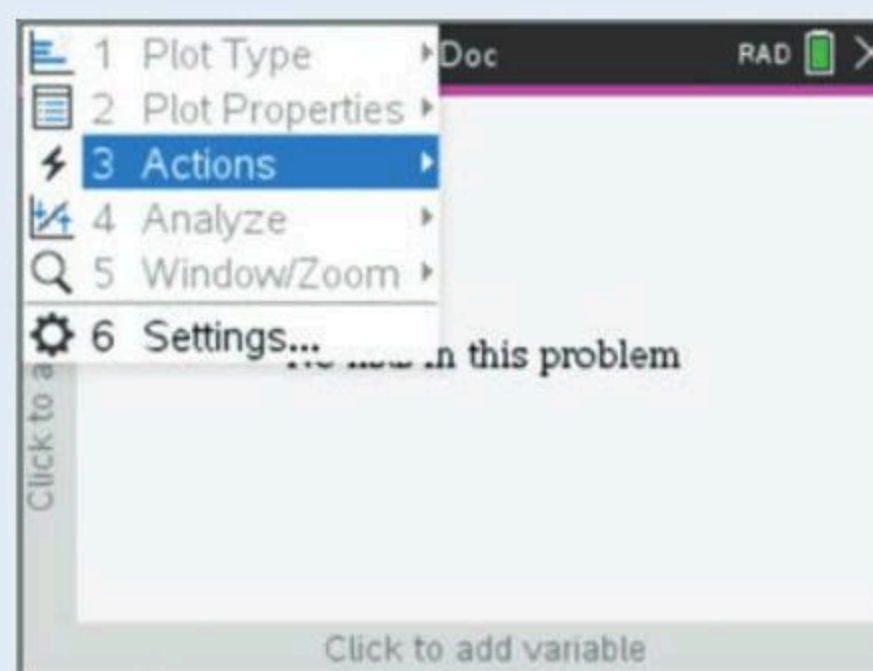 1 Plot Type
Doc
RAD
2 Plot Properties
3 Actions
4 Analyze
5 Window/Zoom
6 Settings...
in this problem
Click to
Click to add variable